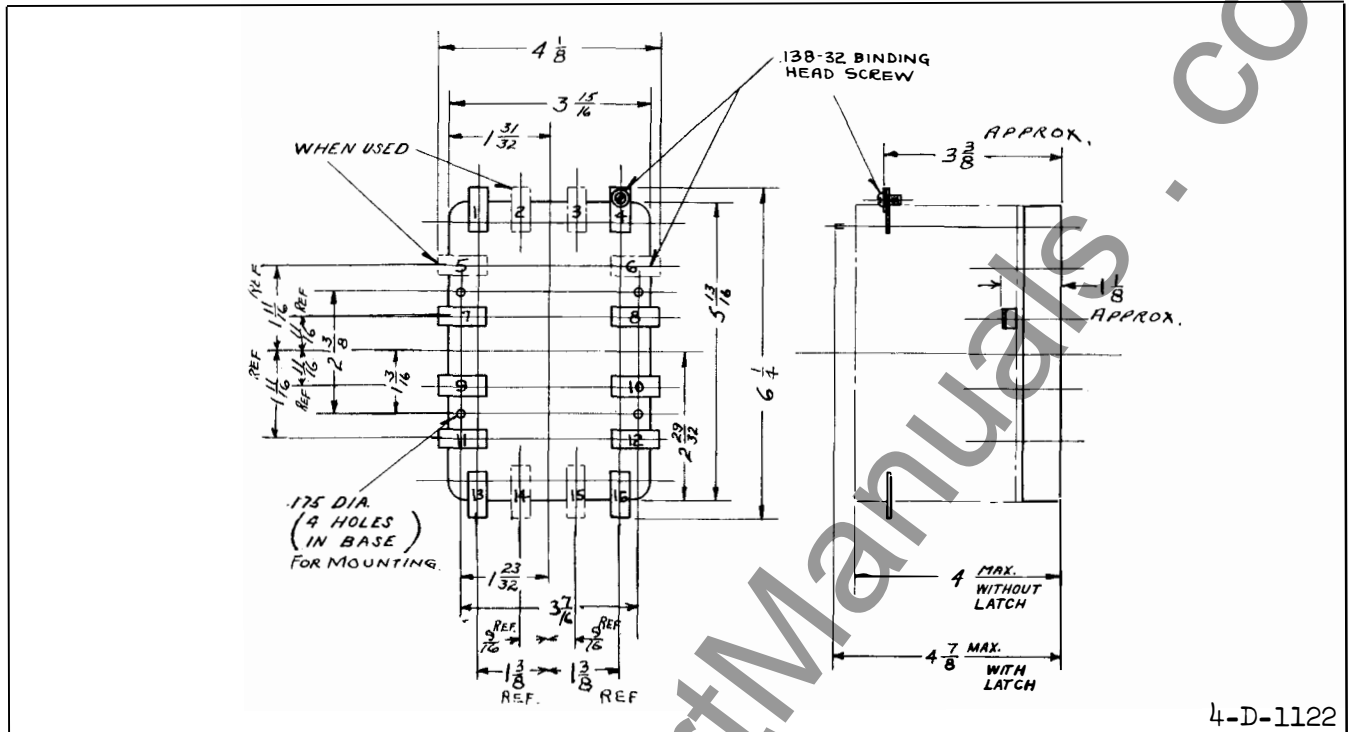 4 1/8
3 15/16
1 31/32
WHEN USED
.138-32 BINDING
HEAD SCREW
APPROX.
3 3/8
1
2
3
4
5
6
7
8
9
10
11
12
13
14
15
16
REF
1 11/16
REF
11/16
2 3/8
REF
1 11/16
REF
11/16
1 3/16
5 13/16
6 1/4
2 29/32
1 1/8
APPROX.
.175 DIA.
(4 HOLES
IN BASE)
FOR MOUNTING.
1 23/32
3 7/16
REF.
9/16
REF
9/16
1 3/8
REF.
1 3/8
REF
4 MAX.
WITHOUT
LATCH
4 7/8 MAX.
WITH
LATCH
4-D-1122
stManuals.co